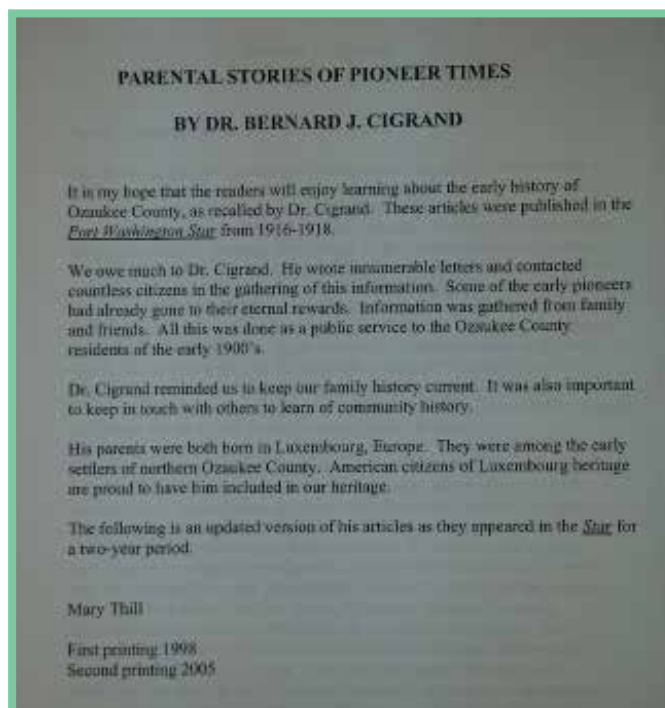 PARENTAL STORIES OF PIONEER TIMES
BY DR. BERNARD J. CIGRAND
It is my hope that the readers will enjoy learning about the early history of
Ozaukee County, as recalled by Dr. Cigrand. These articles were published in the
Port Washington Star from 1916-1918.
We owe much to Dr. Cigrand. He wrote innumerable letters and contacted
countless citizens in the gathering of this information. Some of the early pioneers
had already gone to their eternal rewards. Information was gathered from family
and friends. All this was done as a public service to the Ozaukee County
residents of the early 1900's.
Dr. Cigrand reminded us to keep our family history current. It was also important
to keep in touch with others to learn of community history.
His parents were both born in Luxembourg, Europe. They were among the early
settlers of northern Ozaukee County. American citizens of Luxembourg heritage
are proud to have him included in our heritage.
The following is an updated version of his articles as they appeared in the Star for
a two-year period.
Mary Thill
First printing 1998
Second printing 2005